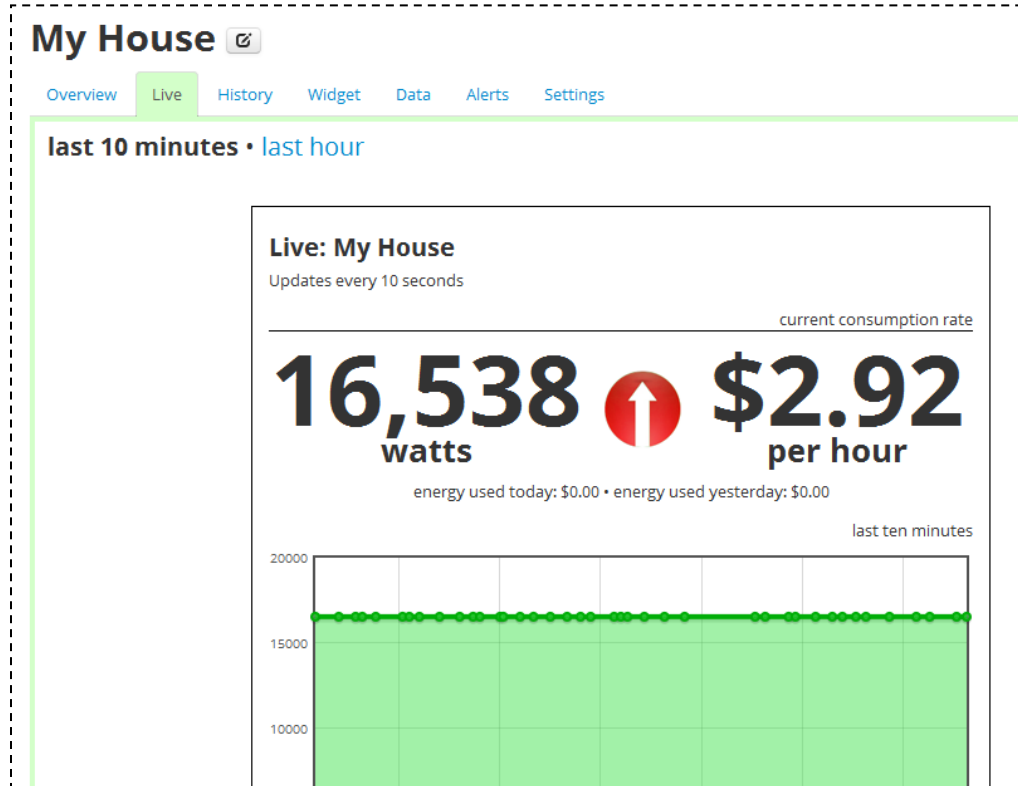 My House
Overview Live History Widget Data Alerts Settings
last 10 minutes • last hour
Live: My House
Updates every 10 seconds
current consumption rate
16,538 $2.92
watts per hour
energy used today: $0.00 • energy used yesterday: $0.00
last ten minutes
20000
15000
10000